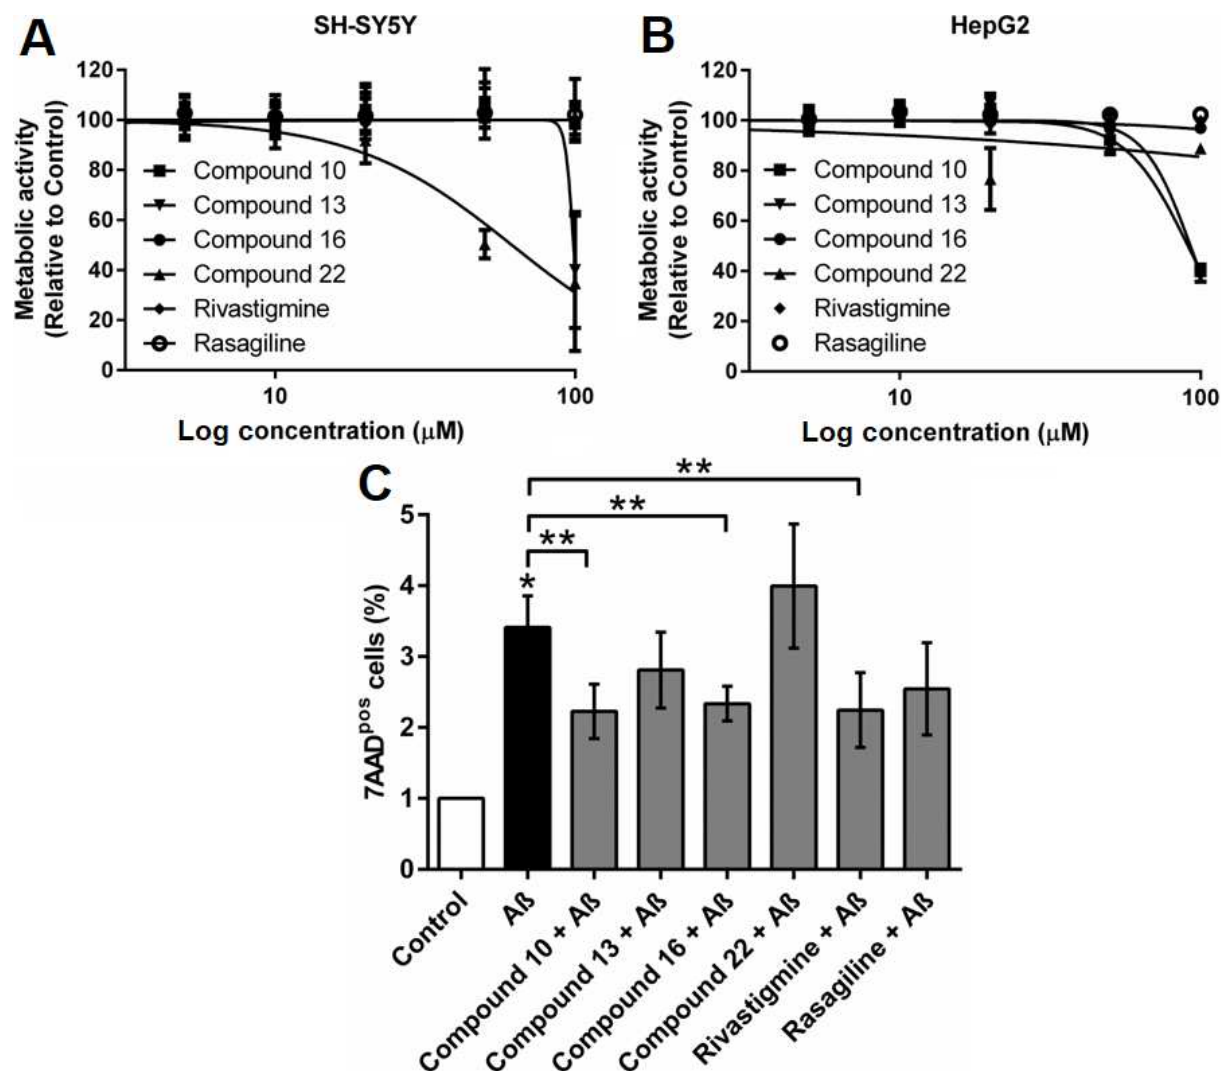 A
SH-SY5Y
120
100
80
60
40
20
0
Metabolic activity
(Relative to Control)
Compound 10
Compound 13
Compound 16
Compound 22
Rivastigmine
Rasagiline
10
100
Log concentration (μM)
B
HepG2
120
100
80
60
40
20
0
Metabolic activity
(Relative to Control)
Compound 10
Compound 13
Compound 16
Compound 22
Rivastigmine
Rasagiline
10
100
Log concentration (μM)
C
**
**
**
*
5
4
3
2
1
0
7AADpos cells (%)
Control
Aß
Compound 10 + Aß
Compound 13 + Aß
Compound 16 + Aß
Compound 22 + Aß
Rivastigmine + Aß
Rasagiline + Aß